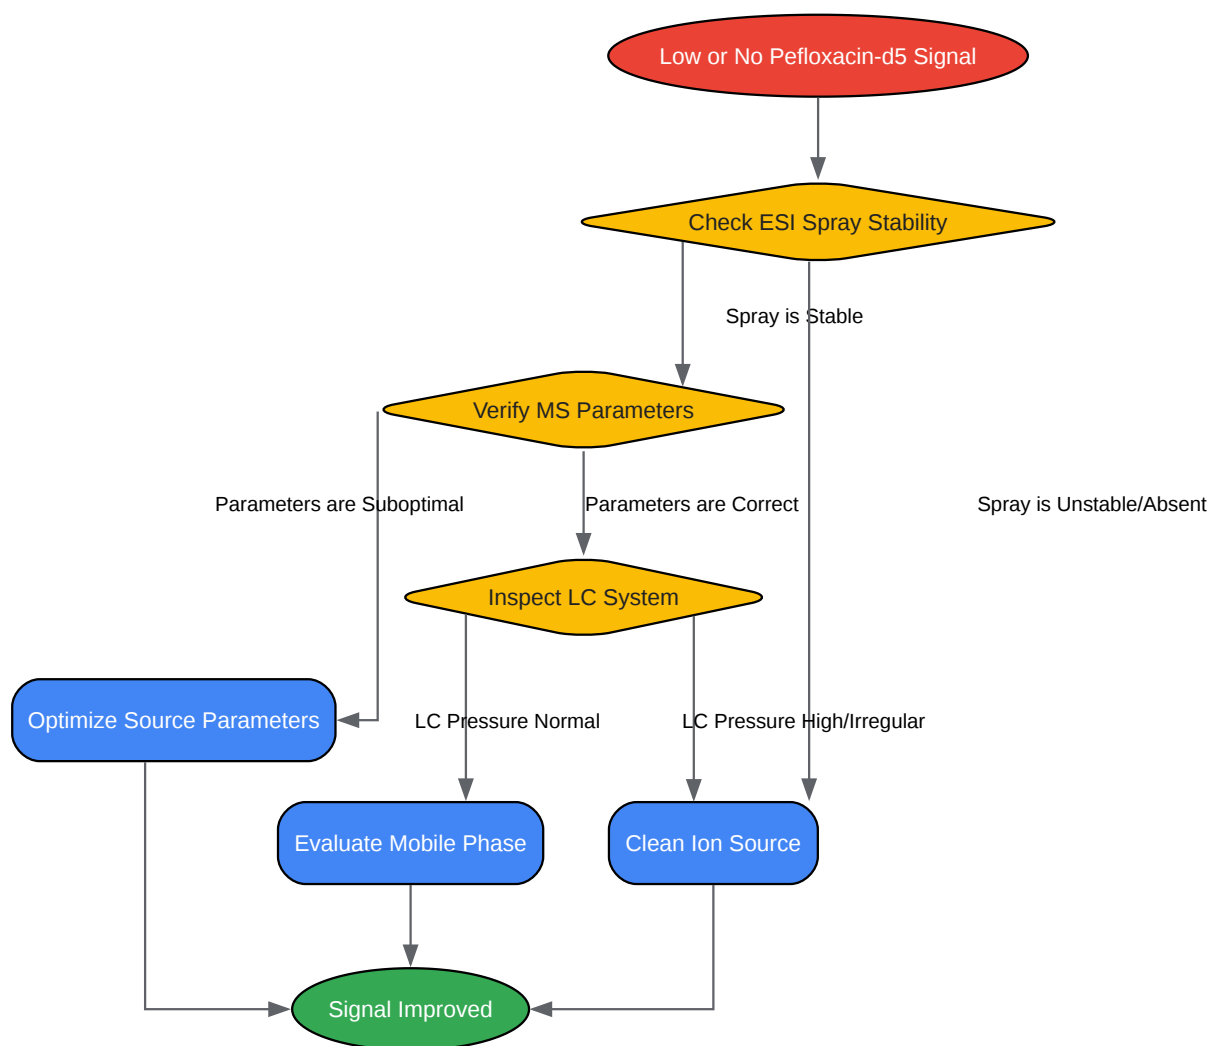 Low or No Pefloxacin-d5 Signal
Check ESI Spray Stability
Spray is Stable
Verify MS Parameters
Parameters are Suboptimal
Parameters are Correct
Spray is Unstable/Absent
Inspect LC System
Optimize Source Parameters
LC Pressure Normal
LC Pressure High/Irregular
Evaluate Mobile Phase
Clean Ion Source
Signal Improved